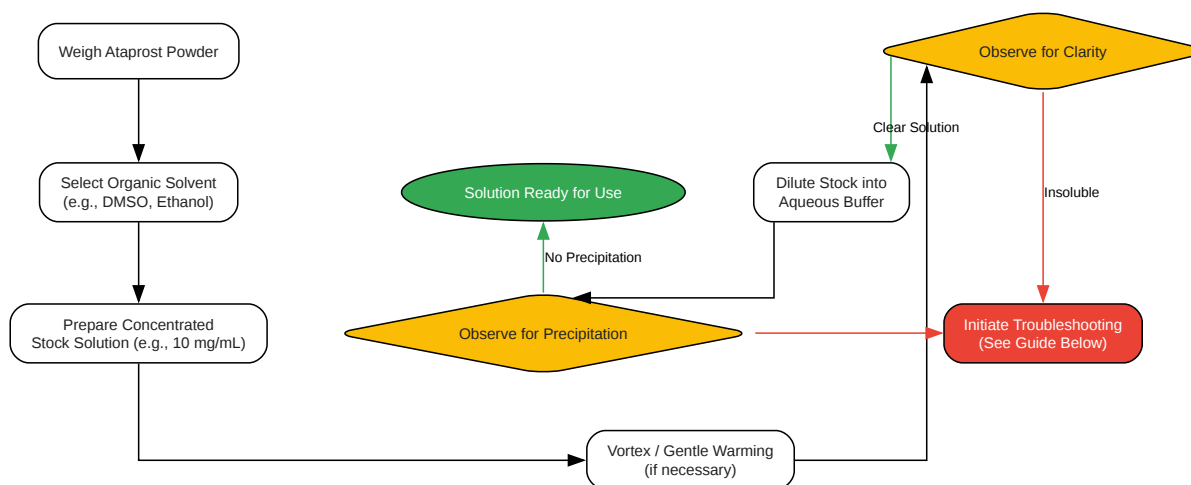 Weigh Ataprost Powder
Observe for Clarity
Clear Solution
Select Organic Solvent
(e.g., DMSO, Ethanol)
Solution Ready for Use
Dilute Stock into
Aqueous Buffer
Insoluble
No Precipitation
Prepare Concentrated
Stock Solution (e.g., 10 mg/mL)
Observe for Precipitation
Initiate Troubleshooting
(See Guide Below)
Vortex / Gentle Warming
(if necessary)